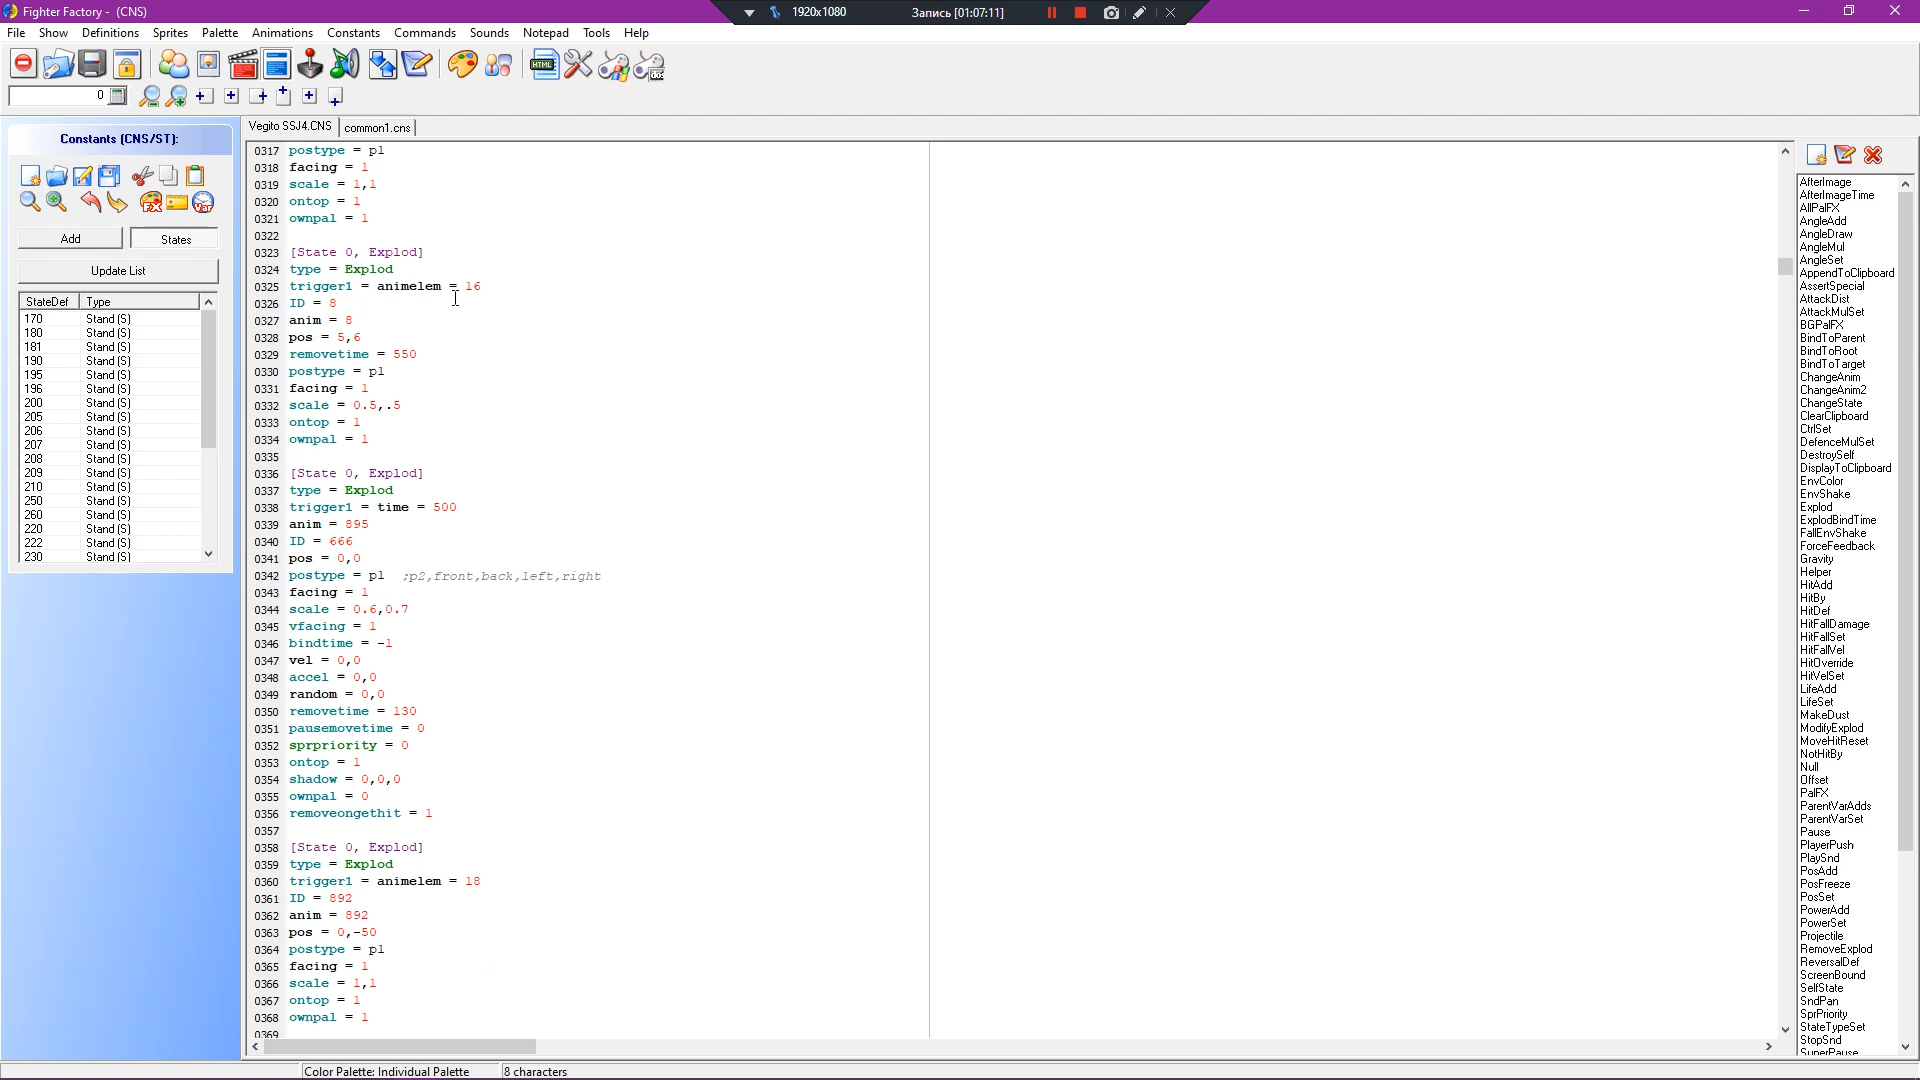 Fighter Factory - (CNS)
1920x1080
Запись [01:07:11]
File Show Definitions Sprites Palette Animations Constants Commands Sounds Notepad Tools Help
HTML
dos
0
Vegito SSJ4.CNS
common1.cns
Constants (CNS/ST):
FX
Var
Add
States
Update List
StateDef Type
170 Stand (S)
180 Stand (S)
181 Stand (S)
190 Stand (S)
195 Stand (S)
196 Stand (S)
200 Stand (S)
205 Stand (S)
206 Stand (S)
207 Stand (S)
208 Stand (S)
209 Stand (S)
210 Stand (S)
250 Stand (S)
260 Stand (S)
220 Stand (S)
222 Stand (S)
230 Stand (S)
0317 postype = p1
0318 facing = 1
0319 scale = 1,1
0320 ontop = 1
0321 ownpal = 1
0322
0323 [State 0, Explod]
0324 type = Explod
0325 trigger1 = animelem = 16
0326 ID = 8
0327 anim = 8
0328 pos = 5,6
0329 removetime = 550
0330 postype = p1
0331 facing = 1
0332 scale = 0.5,.5
0333 ontop = 1
0334 ownpal = 1
0335
0336 [State 0, Explod]
0337 type = Explod
0338 trigger1 = time = 500
0339 anim = 895
0340 ID = 666
0341 pos = 0,0
0342 postype = p1 ;p2,front,back,left,right
0343 facing = 1
0344 scale = 0.6,0.7
0345 vfacing = 1
0346 bindtime = -1
0347 vel = 0,0
0348 accel = 0,0
0349 random = 0,0
0350 removetime = 130
0351 pausemovetime = 0
0352 sprpriority = 0
0353 ontop = 1
0354 shadow = 0,0,0
0355 ownpal = 0
0356 removeongethit = 1
0357
0358 [State 0, Explod]
0359 type = Explod
0360 trigger1 = animelem = 18
0361 ID = 892
0362 anim = 892
0363 pos = 0,-50
0364 postype = p1
0365 facing = 1
0366 scale = 1,1
0367 ontop = 1
0368 ownpal = 1
0369
AfterImage
AfterImageTime
AllPalFX
AngleAdd
AngleDraw
AngleMul
AngleSet
AppendToClipboard
AssertSpecial
AttackDist
AttackMulSet
BGPalFX
BindToParent
BindToRoot
BindToTarget
ChangeAnim
ChangeAnim2
ChangeState
ClearClipboard
CtrlSet
DefenceMulSet
DestroySelf
DisplayToClipboard
EnvColor
EnvShake
Explod
ExplodBindTime
FallEnvShake
ForceFeedback
Gravity
Helper
HitAdd
HitBy
HitDef
HitFallDamage
HitFallSet
HitFallVel
HitOverride
HitVelSet
LifeAdd
LifeSet
MakeDust
ModifyExplod
MoveHitReset
NotHitBy
Null
Offset
PalFX
ParentVarAdds
ParentVarSet
Pause
PlayerPush
PlaySnd
PosAdd
PosFreeze
PosSet
PowerAdd
PowerSet
Projectile
RemoveExplod
ReversalDef
ScreenBound
SelfState
SndPan
SprPriority
StateTypeSet
StopSnd
SuperPause
Color Palette: Individual Palette
8 characters